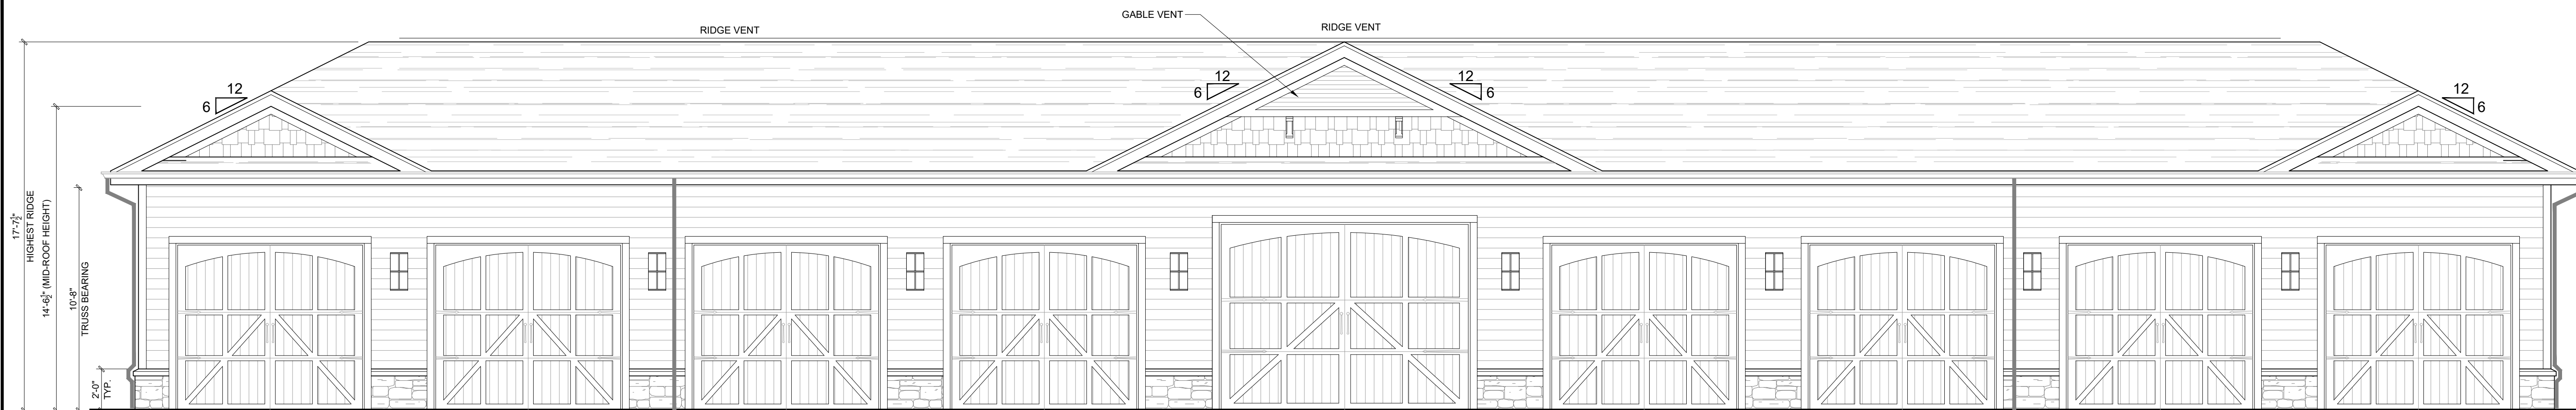 GABLE VENT
RIDGE VENT
RIDGE VENT
12
6
12
6
12
6
12
6
17'-7½"
HIGHEST RIDGE
14'-6½" (MID-ROOF HEIGHT)
10'-8"
TRUSS BEARING
2'-0"
TYP.